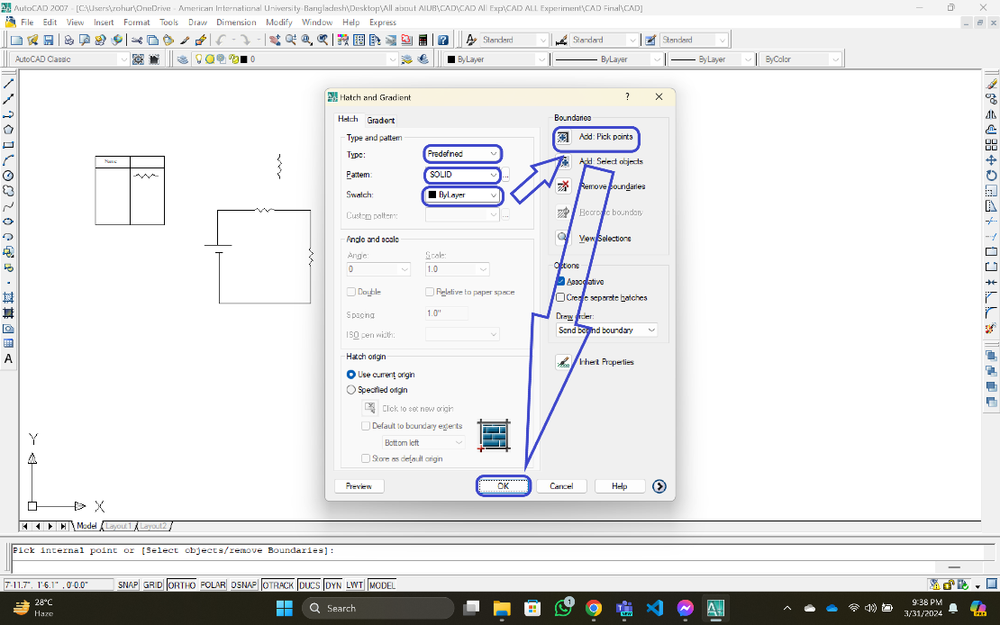 AutoCAD 2007 - [C:\Users\zohur\OneDrive - American International University-Bangladesh\Desktop\All about AIUB\CAD\CAD All Exp\CAD ALL Experiment\CAD Final\CAD]
File Edit View Insert Format Tools Draw Dimension Modify Window Help Express
Standard Standard Standard
AutoCAD Classic 0 ByLayer ByLayer ByLayer ByColor
Hatch and Gradient
Hatch Gradient
Type and pattern
Type: Predefined
Pattern: SOLID ...
Swatch: ByLayer
Custom pattern: ...
Angle and scale
Angle: Scale:
0 1.0
Double Relative to paper space
Spacing: 1.0"
ISO pen width:
Hatch origin
Use current origin
Specified origin
Click to set new origin
Default to boundary extents
Bottom left
Store as default origin
Boundaries
Add: Pick points
Add: Select objects
Remove boundaries
Recreate boundary
View Selections
Options
Associative
Create separate hatches
Draw order:
Send behind boundary
Inherit Properties
Preview OK Cancel Help
Name
Y
X
Model Layout1 Layout2
Pick internal point or [Select objects/remove Boundaries]:
7'-11.7", 1'-6.1" , 0'-0.0" SNAP GRID ORTHO POLAR OSNAP OTRACK DUCS DYN LWT MODEL
28°C
Haze
Search
1
9:38 PM
3/31/2024